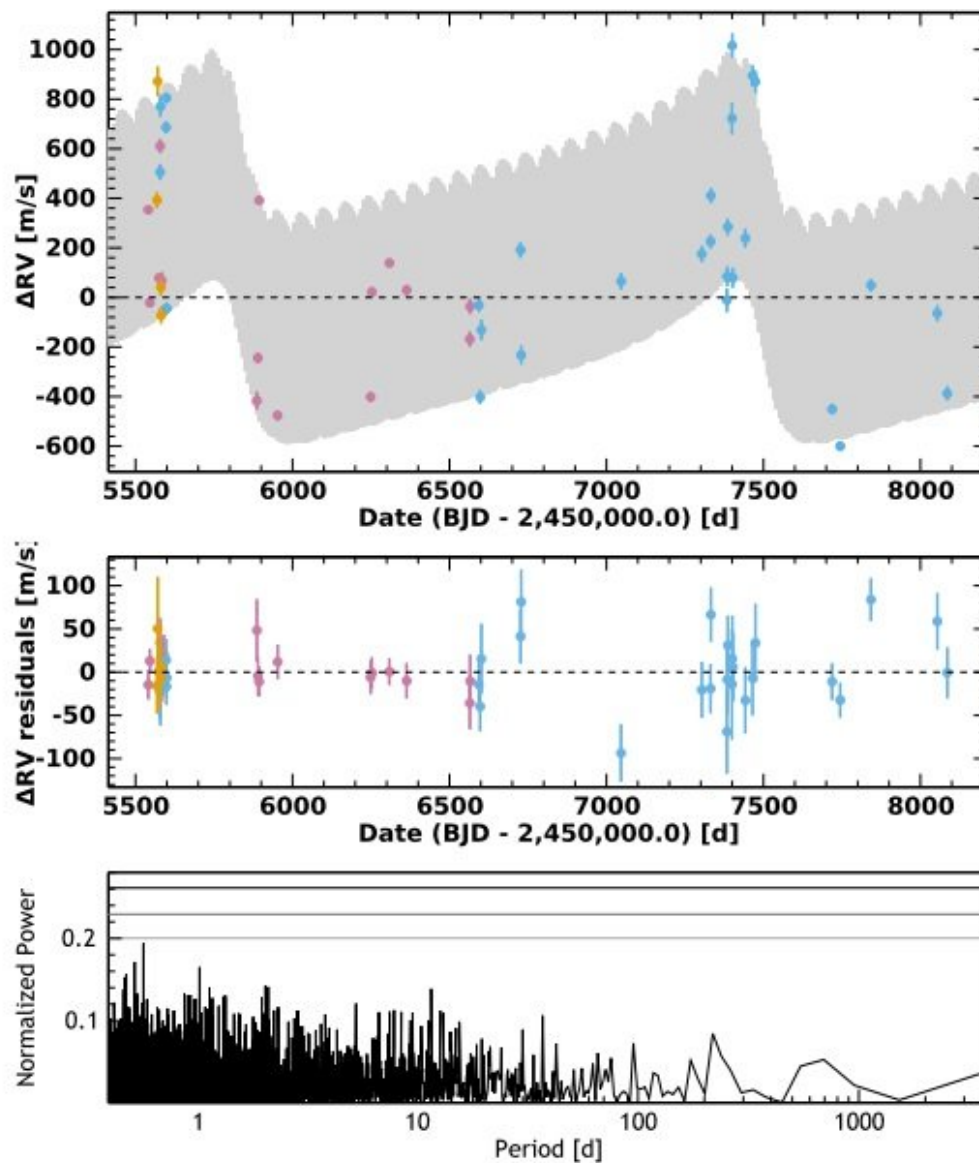 1000
800
600
400
200
0
-200
-400
-600
ΔRV [m/s]
5500 6000 6500 7000 7500 8000
Date (BJD - 2,450,000.0) [d]
100
50
0
-50
-100
ΔRV residuals [m/s]
5500 6000 6500 7000 7500 8000
Date (BJD - 2,450,000.0) [d]
0.2
0.1
Normalized Power
1 10 100 1000
Period [d]